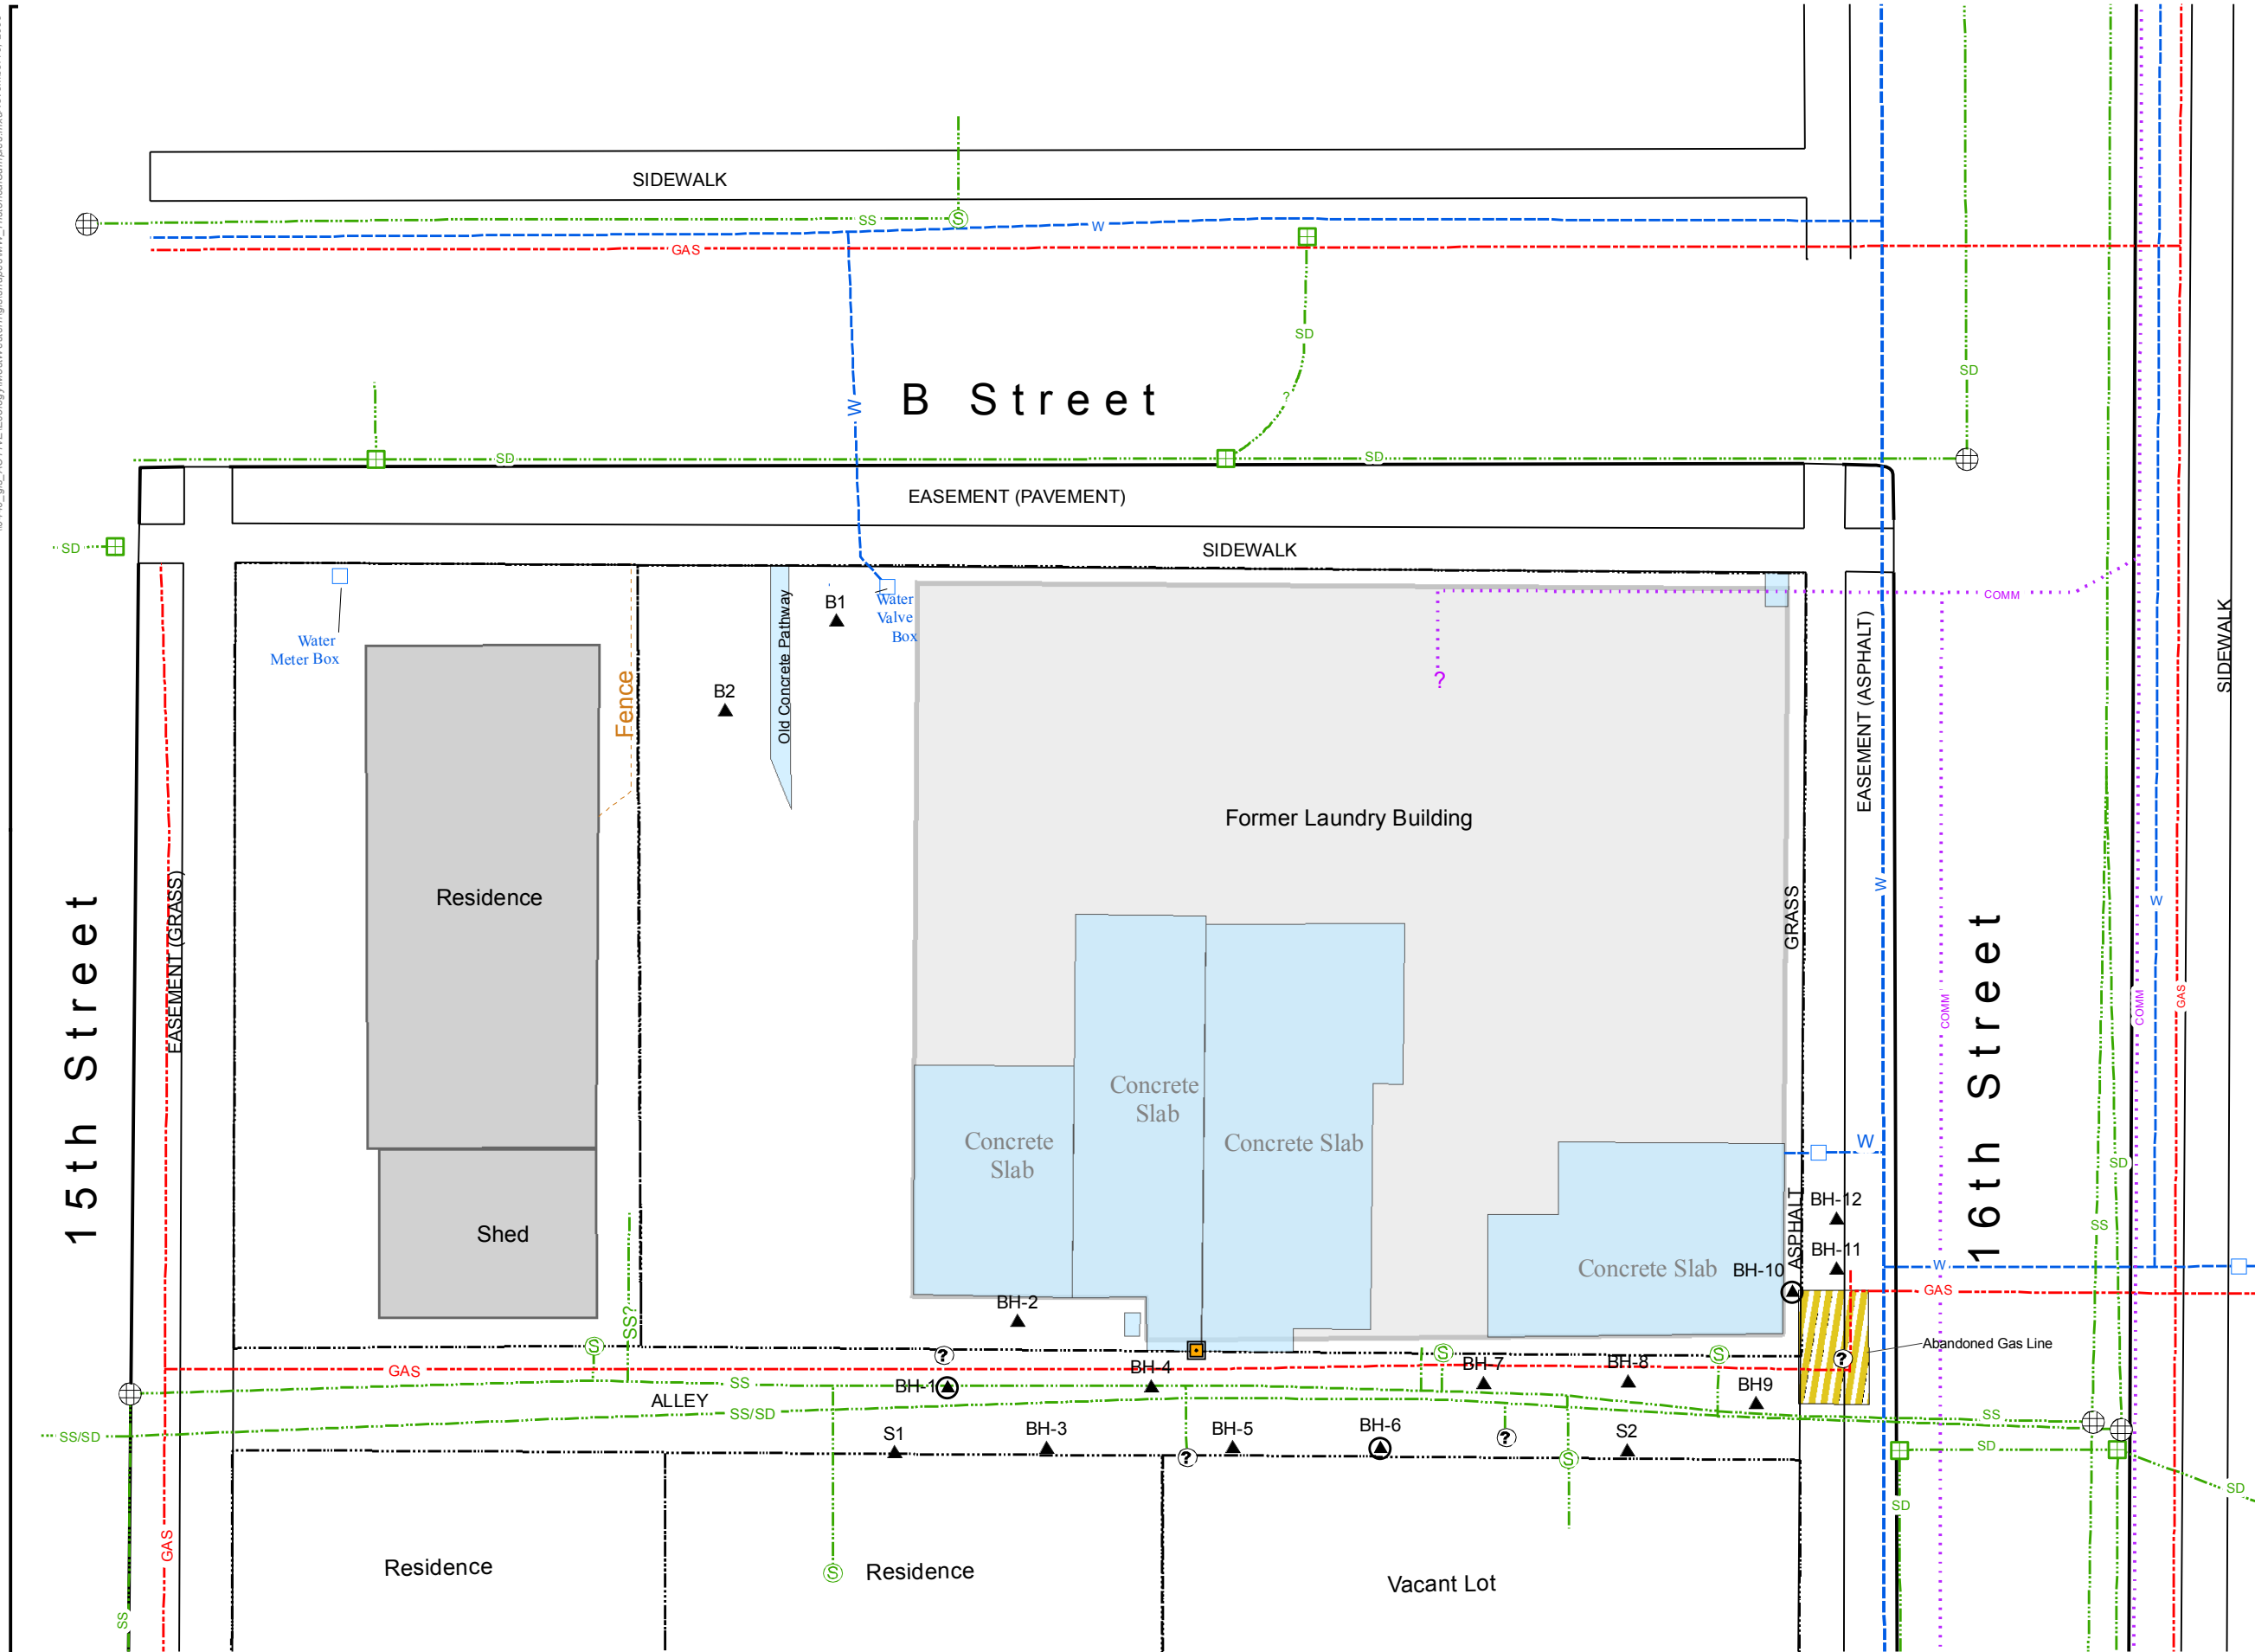 SIDEWALK
S
SS
W
GAS
SD
?
W
B Street
SD
SD
SD
EASEMENT (PAVEMENT)
SD
SIDEWALK
Water
Meter Box
Fence
B2
Old Concrete Pathway
B1
Water
Valve
Box
COMM
?
EASEMENT (ASPHALT)
SIDEWALK
Former Laundry Building
Residence
15th Street
EASEMENT (GRASS)
GRASS
W
16th Street
COMM
COMM
W
GAS
Concrete
Slab
Concrete
Slab
Concrete Slab
W
SD
Shed
SS
BH-12
ASPHALT
BH-11
Concrete Slab
BH-10
W
GAS
BH-2
SS?
S
?
S
S
?
Abandoned Gas Line
GAS
BH-4
BH-7
BH-8
SS
BH-1
BH9
ALLEY
SS/SD
SS
SS/SD
S1
BH-3
BH-5
BH-6
?
S2
SD
?
S
SD
SD
GAS
Residence
S
Residence
Vacant Lot
SS